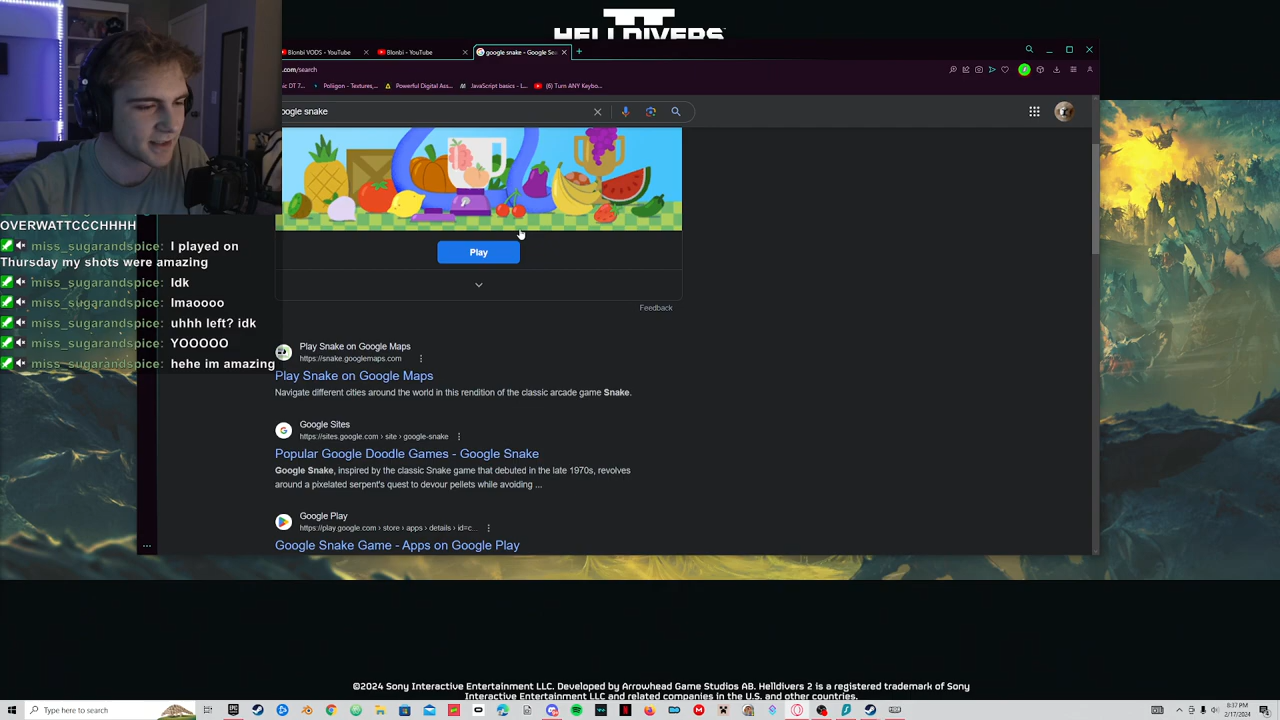 HELLDIVERS
Blonbi VODS - YouTube
Blonbi - YouTube
google snake - Google Se
.com/search
Poliigon - Textures,...
Powerful Digital Ass...
JavaScript basics - L...
(6) Turn ANY Keybo...
oogle snake
Play
Feedback
Play Snake on Google Maps
https://snake.googlemaps.com
Play Snake on Google Maps
Navigate different cities around the world in this rendition of the classic arcade game Snake.
Google Sites
https://sites.google.com › site › google-snake
Popular Google Doodle Games - Google Snake
Google Snake, inspired by the classic Snake game that debuted in the late 1970s, revolves
around a pixelated serpent's quest to devour pellets while avoiding ...
Google Play
https://play.google.com › store › apps › details › id=c...
Google Snake Game - Apps on Google Play
OVERWATTCCCHHHH
miss_sugarandspice: I played on
Thursday my shots were amazing
miss_sugarandspice: Idk
miss_sugarandspice: lmaoooo
miss_sugarandspice: uhhh left? idk
miss_sugarandspice: YOOOOO
miss_sugarandspice: hehe im amazing
©2024 Sony Interactive Entertainment LLC. Developed by Arrowhead Game Studios AB. Helldivers 2 is a registered trademark of Sony
Interactive Entertainment LLC and related companies in the U.S. and other countries.
Type here to search
8:37 PM
2/17/2024